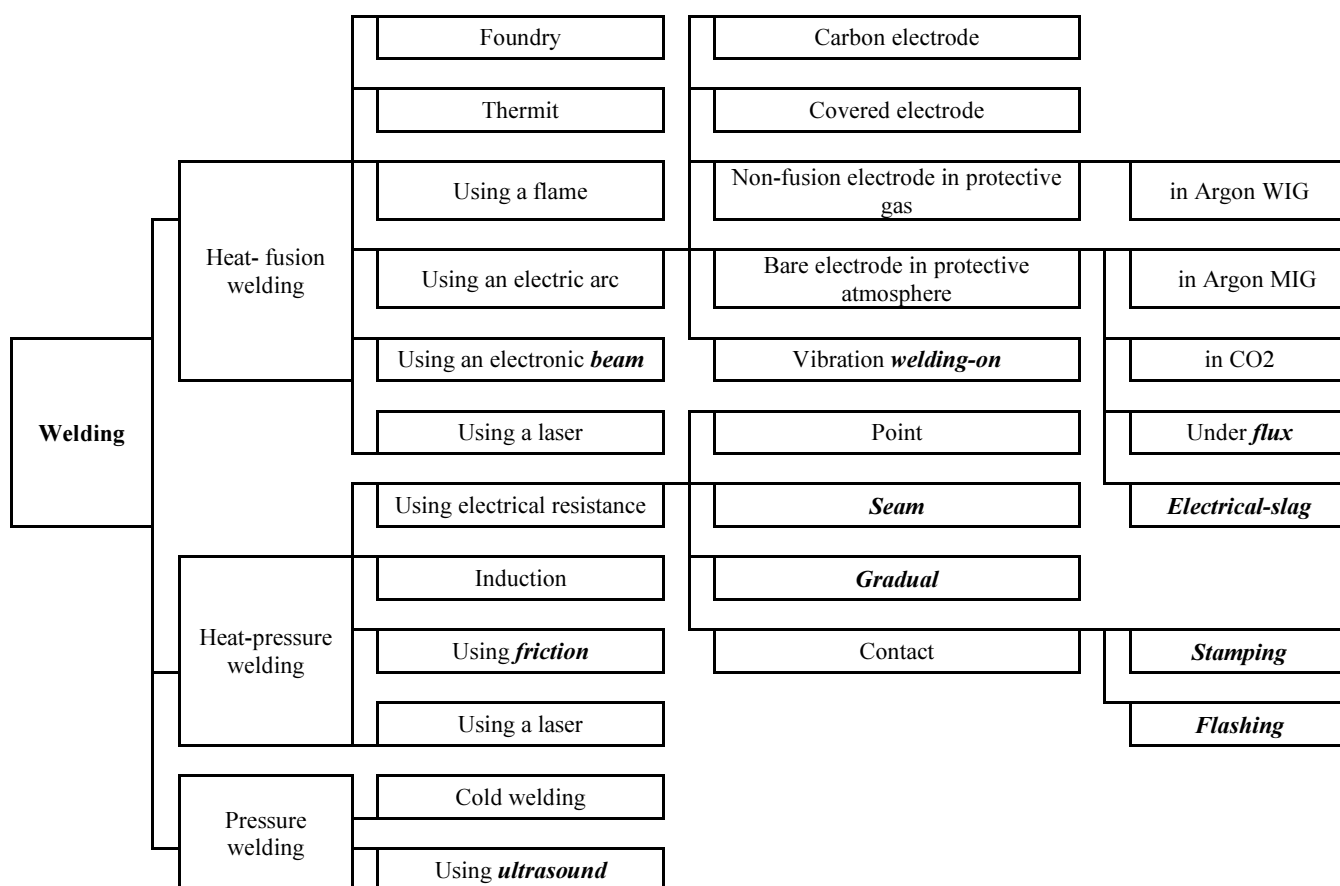 Foundry
Carbon electrode
Thermit
Covered electrode
Using a flame
Non-fusion electrode in protective
gas
in Argon WIG
Heat- fusion
welding
Using an electric arc
Bare electrode in protective
atmosphere
in Argon MIG
Using an electronic beam
Vibration welding-on
in CO2
Welding
Using a laser
Point
Under flux
Using electrical resistance
Seam
Electrical-slag
Induction
Gradual
Heat-pressure
welding
Using friction
Contact
Stamping
Using a laser
Flashing
Pressure
welding
Cold welding
Using ultrasound